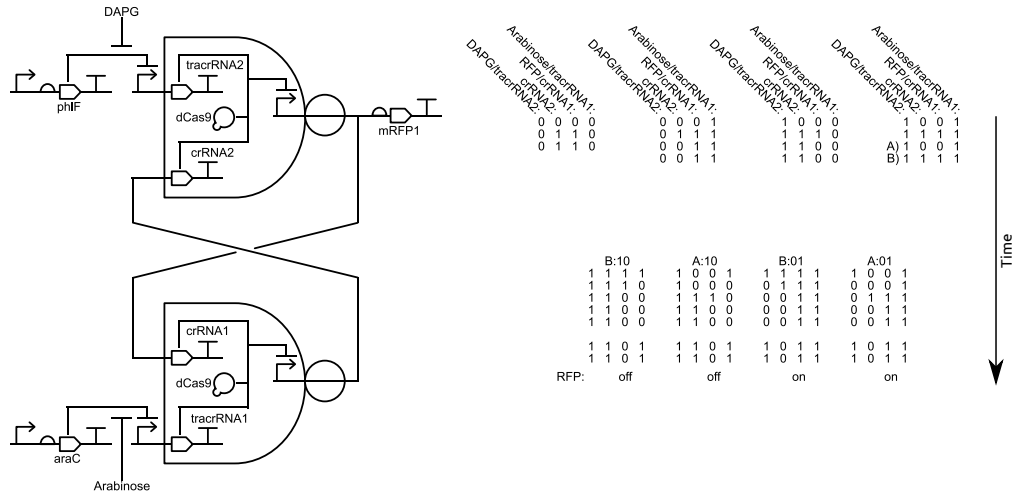 DAPG
phlF
tracrRNA2
dCas9
crRNA2
mRFP1
crRNA1
dCas9
tracrRNA1
araC
Arabinose
Arabinose/tracrRNA1:
RFP/crRNA1:
crRNA2:
DAPG/tracrRNA2:
Arabinose/tracrRNA1:
RFP/crRNA1:
crRNA2:
DAPG/tracrRNA2:
Arabinose/tracrRNA1:
RFP/crRNA1:
crRNA2:
DAPG/tracrRNA2:
Arabinose/tracrRNA1:
RFP/crRNA1:
crRNA2:
DAPG/tracrRNA2:
0 1 1 0
0 0 0 0
0 1 1 0
0 0 0 1
0 1 1 1
0 0 1 1
0 0 1 1
1 0 0 0
1 1 1 0
1 1 0 0
1 1 0 0
1 0 0 1
1 1 1 1
A) 1 0 0 1
B) 1 1 1 1
Time
B:10 A:10 B:01 A:01
1 1 1 1 1 0 0 1 1 1 1 1 1 0 0 1
1 0 0 0 1 0 0 0 0 0 0 1 0 0 0 1
1 1 0 0 1 1 1 0 0 0 1 1 0 1 1 1
1 1 0 0 1 1 0 0 0 0 1 1 0 0 1 1
1 1 0 0 1 1 0 0 0 0 1 1 0 0 1 1
1 1 0 1 1 1 0 1 1 0 1 1 1 0 1 1
1 1 0 1 1 1 0 1 1 0 1 1 1 0 1 1
RFP: off off on on